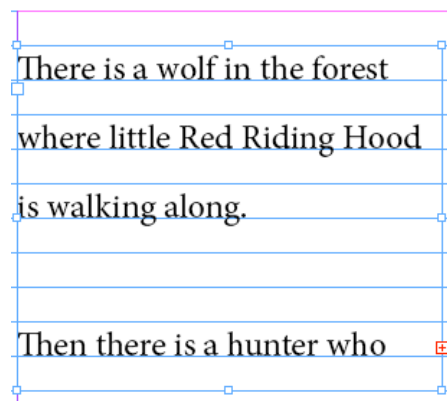 There is a wolf in the forest
where little Red Riding Hood
is walking along.
Then there is a hunter who